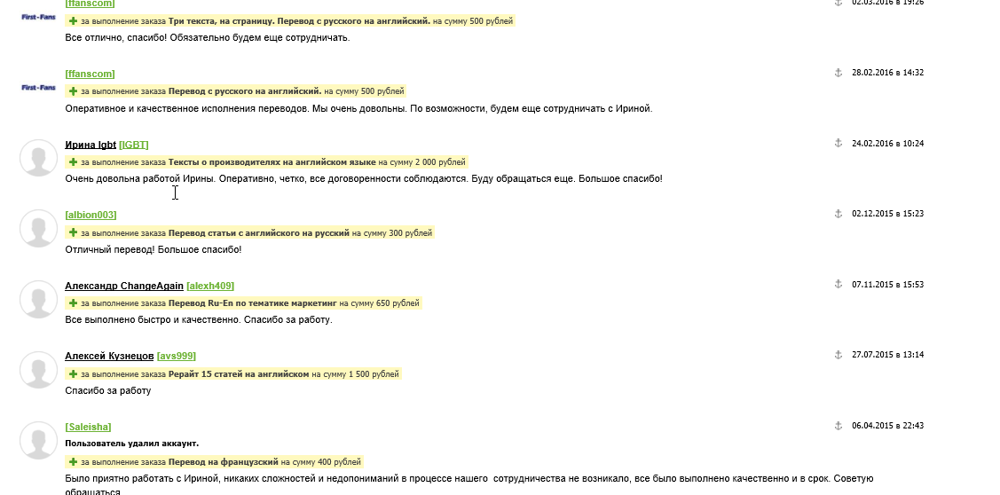 [ffanscom]
02.03.2016 в 19:26
First-Fans
за выполнение заказа Три текста, на страницу. Перевод с русского на английский. на сумму 500 рублей
Все отлично, спасибо! Обязательно будем еще сотрудничать.
[ffanscom]
28.02.2016 в 14:32
First-Fans
за выполнение заказа Перевод с русского на английский. на сумму 500 рублей
Оперативное и качественное исполнения переводов. Мы очень довольны. По возможности, будем еще сотрудничать с Ириной.
Ирина lgbt [IGBT]
24.02.2016 в 10:24
за выполнение заказа Тексты о производителях на английском языке на сумму 2 000 рублей
Очень довольна работой Ирины. Оперативно, четко, все договоренности соблюдаются. Буду обращаться еще. Большое спасибо!
[albion003]
02.12.2015 в 15:23
за выполнение заказа Перевод статьи с английского на русский на сумму 300 рублей
Отличный перевод! Большое спасибо!
Александр ChangeAgain [alexh409]
07.11.2015 в 15:53
за выполнение заказа Перевод Ru-En по тематике маркетинг на сумму 650 рублей
Все выполнено быстро и качественно. Спасибо за работу.
Алексей Кузнецов [avs999]
27.07.2015 в 13:14
за выполнение заказа Рерайт 15 статей на английском на сумму 1 500 рублей
Спасибо за работу
[Saleisha]
06.04.2015 в 22:43
Пользователь удалил аккаунт.
за выполнение заказа Перевод на французский на сумму 400 рублей
Было приятно работать с Ириной, никаких сложностей и недопониманий в процессе нашего сотрудничества не возникало, все было выполнено качественно и в срок. Советую
обращаться